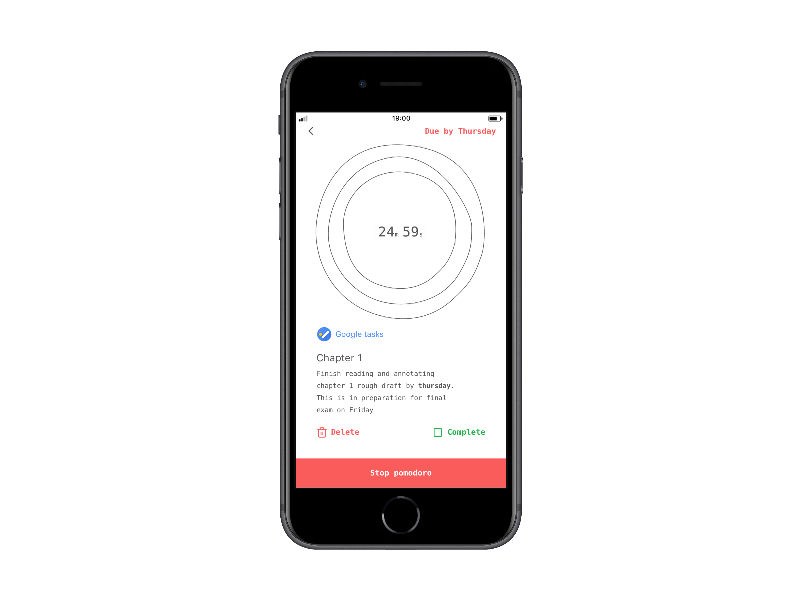 19:00
Due by Thursday
24m 59s
Google tasks
Chapter 1
Finish reading and annotating
chapter 1 rough draft by thursday.
This is in preparation for final
exam on Friday
Delete
Complete
Stop pomodoro